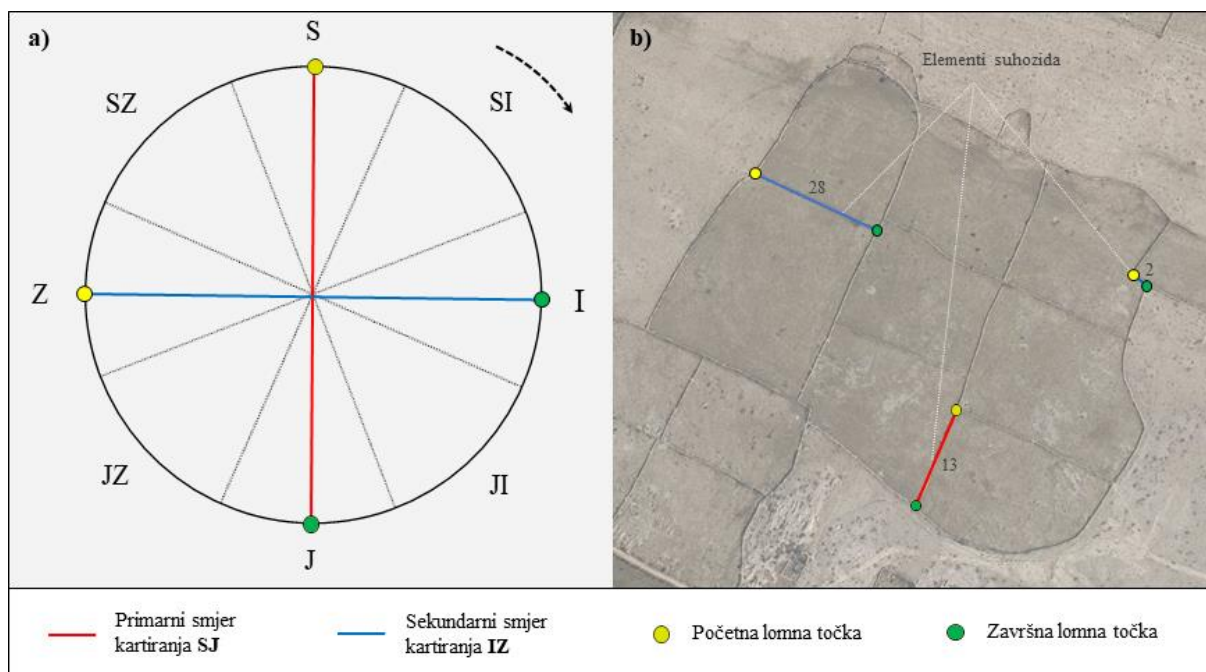 a)
S
SZ
SI
Z
I
JZ
JI
J
b)
Elementi suhozida
28
2
13
Primarni smjer
kartiranja SJ
Sekundarni smjer
kartiranja IZ
Početna lomna točka
Završna lomna točka